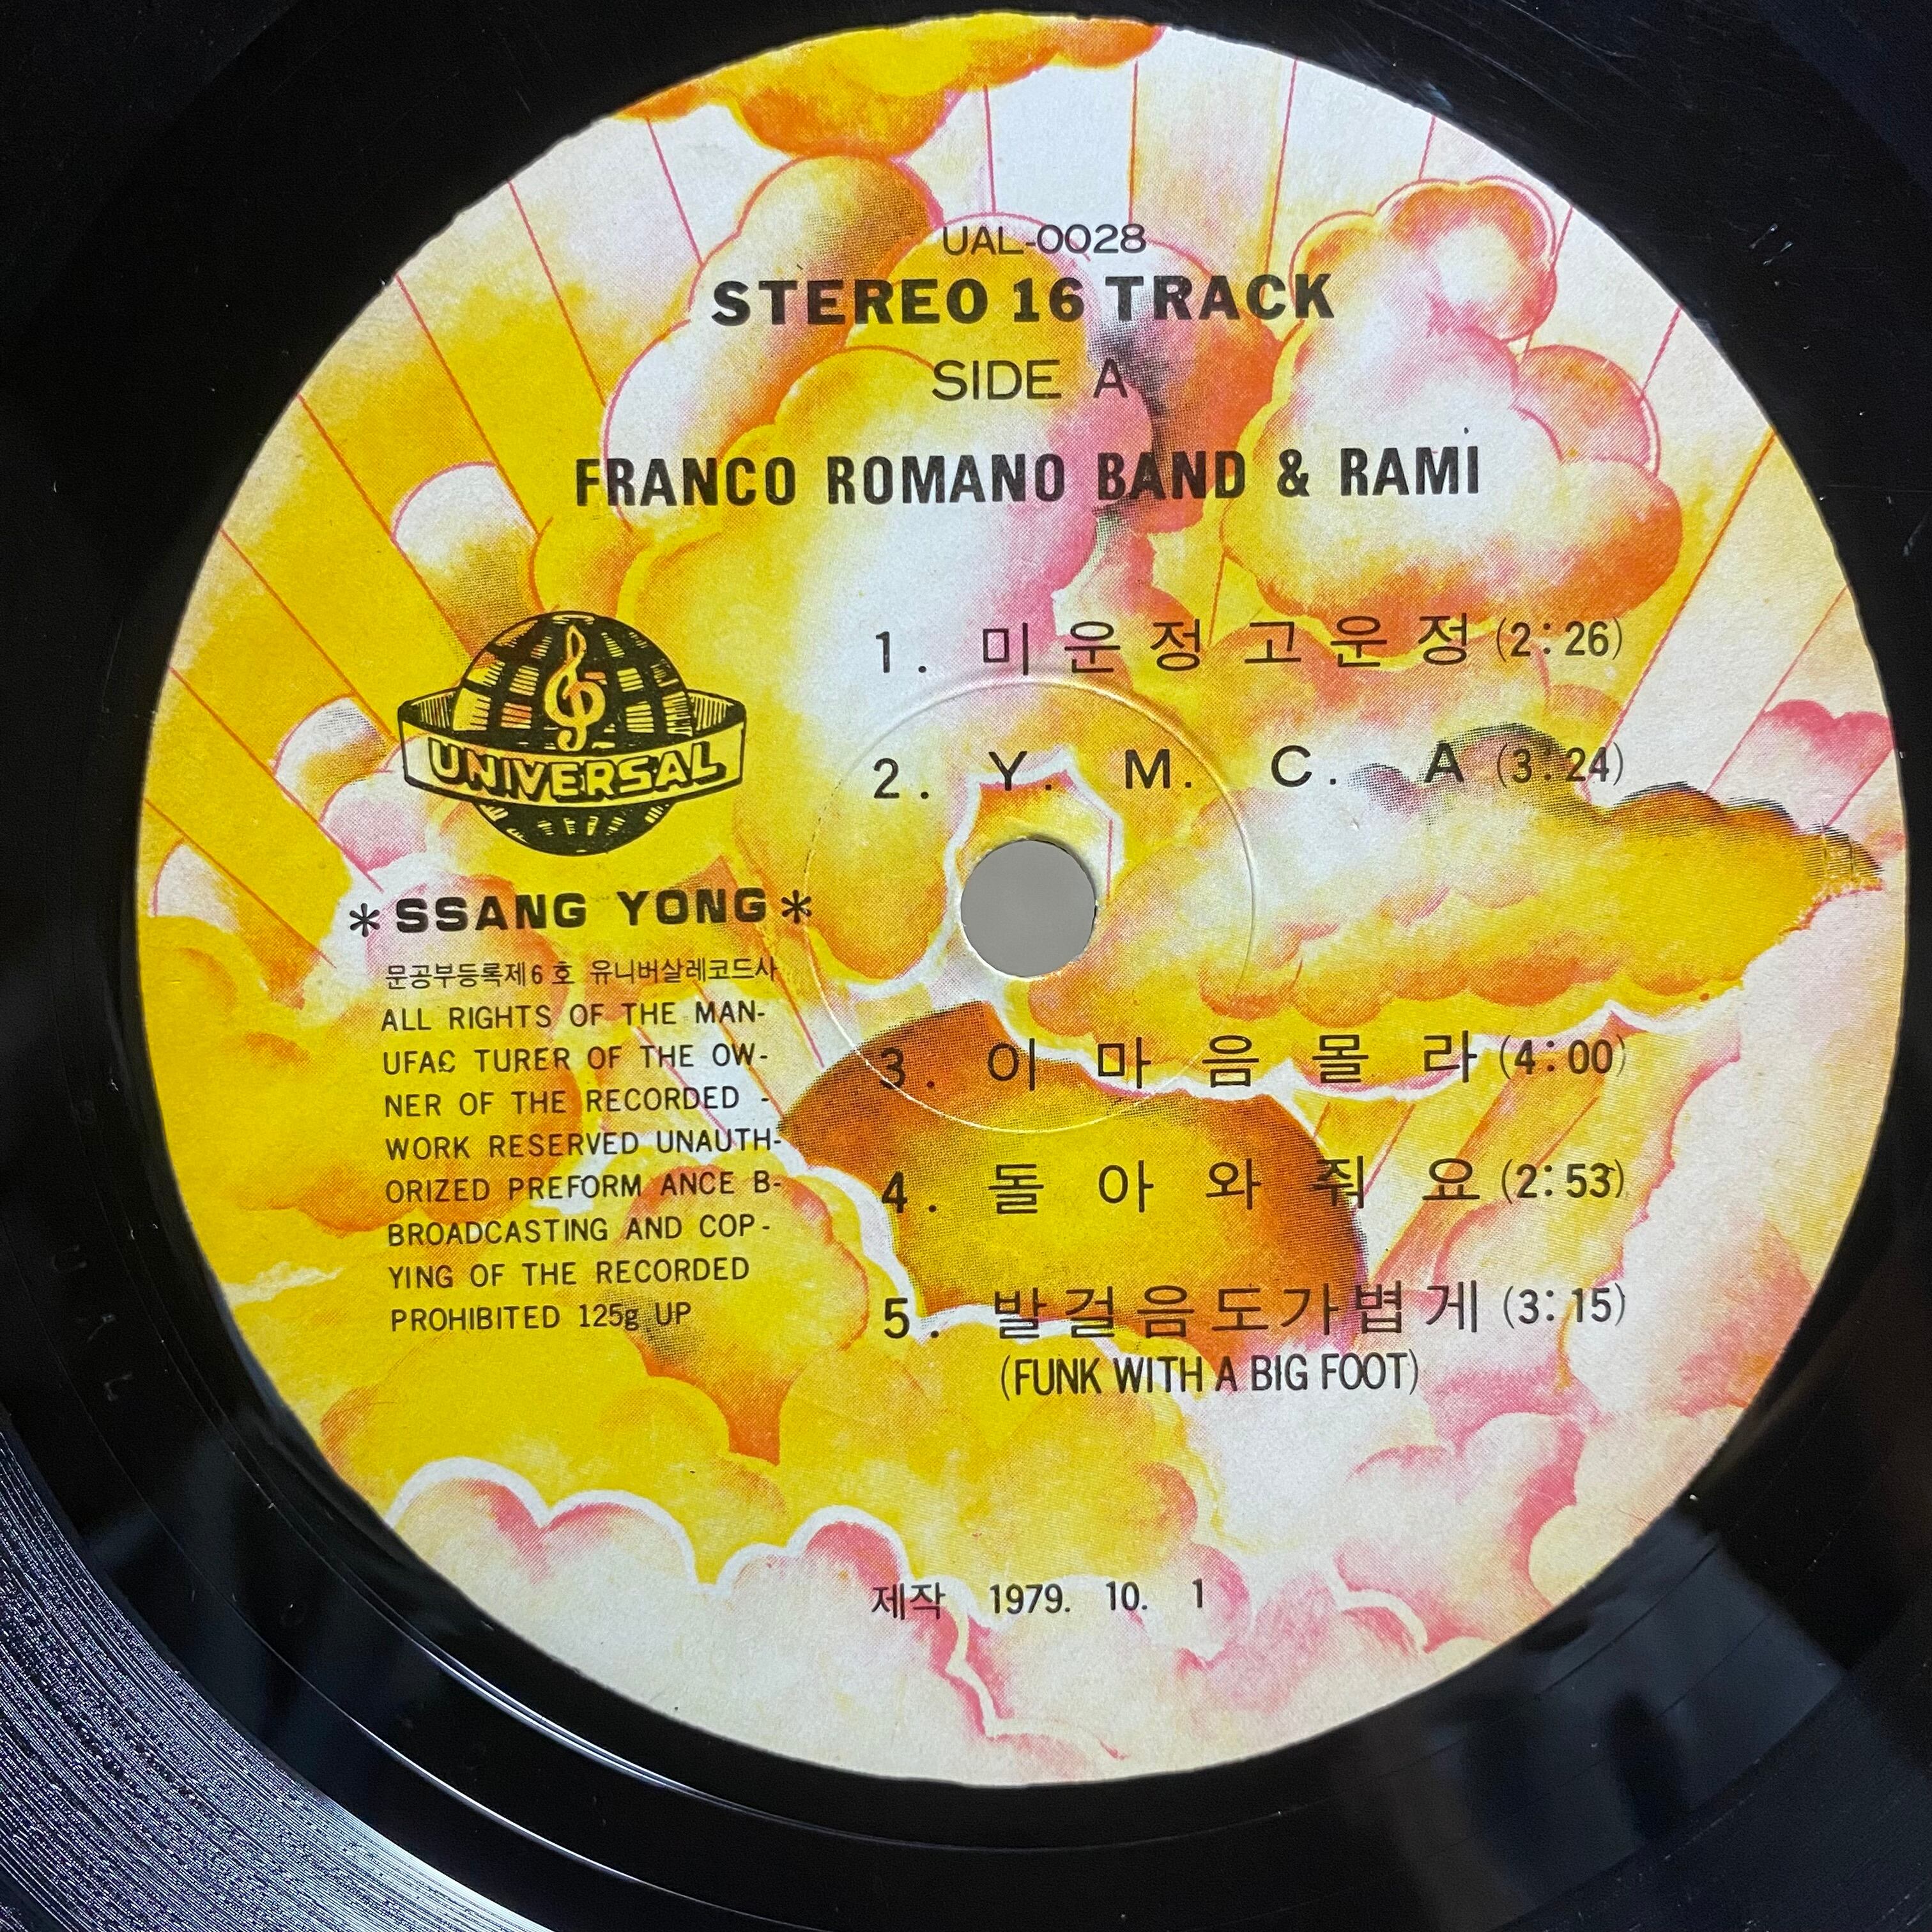 UAL-0028
STEREO 16 TRACK
SIDE A
FRANCO ROMANO BAND & RAMI
1. 미운정 고운정 (2:26)
2. Y. M. C. A (3:24)
3. 이마음몰라 (4:00)
4. 돌아와줘요 (2:53)
5. 발걸음도가볍게 (3:15)
(FUNK WITH A BIG FOOT)
UNIVERSAL
*SSANG YONG*
문공부등록제6호 유니버살레코드사
ALL RIGHTS OF THE MAN-
UFAC TURER OF THE OW-
NER OF THE RECORDED -
WORK RESERVED UNAUTH-
ORIZED PREFORM ANCE B-
BROADCASTING AND COP-
YING OF THE RECORDED
PROHIBITED 125g UP
제작 1979. 10. 1